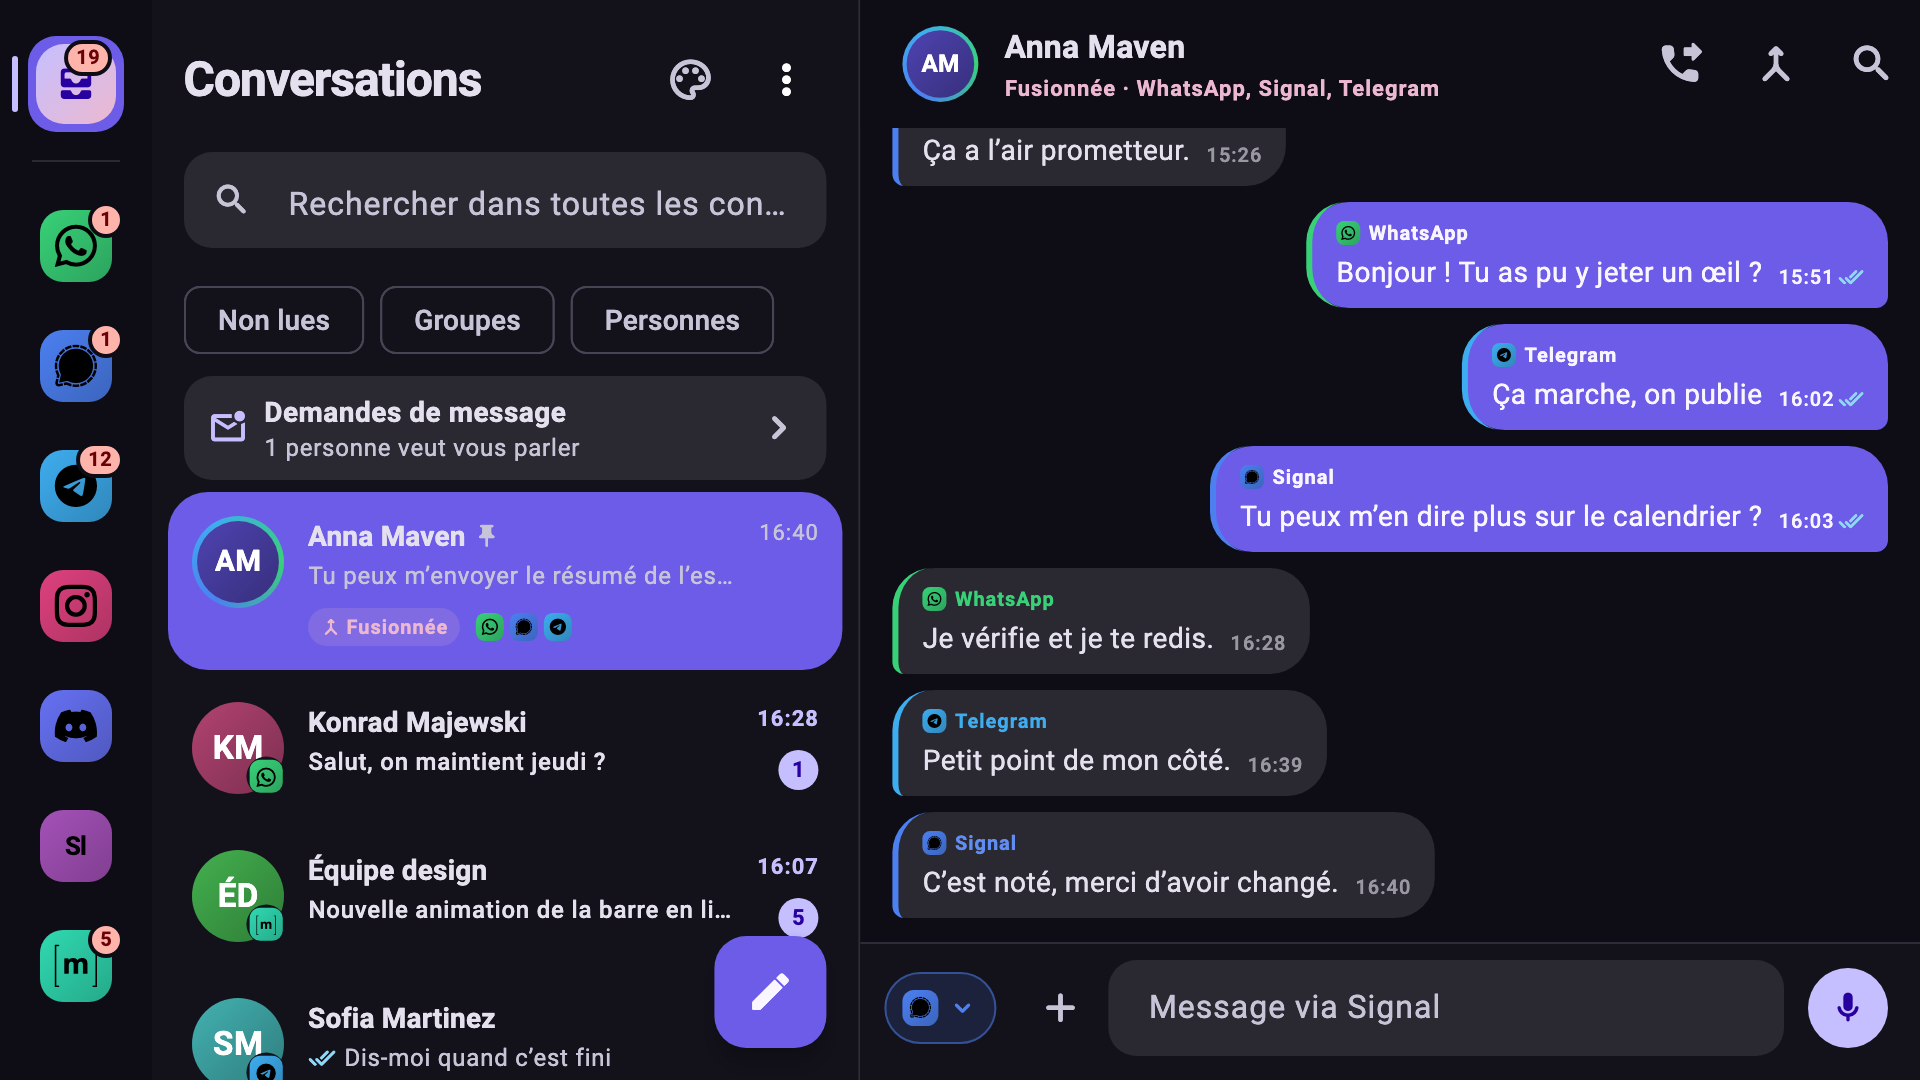 19
1
1
12
Sl
[m]
5
Conversations
Rechercher dans toutes les con…
Non lues
Groupes
Personnes
Demandes de message
1 personne veut vous parler
AM
Anna Maven
16:40
Tu peux m’envoyer le résumé de l’es…
Fusionnée
KM
Konrad Majewski
16:28
Salut, on maintient jeudi ?
1
ÉD
[m]
Équipe design
16:07
Nouvelle animation de la barre en li…
5
SM
Sofia Martinez
Dis-moi quand c’est fini
AM
Anna Maven
Fusionnée · WhatsApp, Signal, Telegram
Ça a l’air prometteur. 15:26
WhatsApp
Bonjour ! Tu as pu y jeter un œil ? 15:51
Telegram
Ça marche, on publie 16:02
Signal
Tu peux m’en dire plus sur le calendrier ? 16:03
WhatsApp
Je vérifie et je te redis. 16:28
Telegram
Petit point de mon côté. 16:39
Signal
C’est noté, merci d’avoir changé. 16:40
Message via Signal